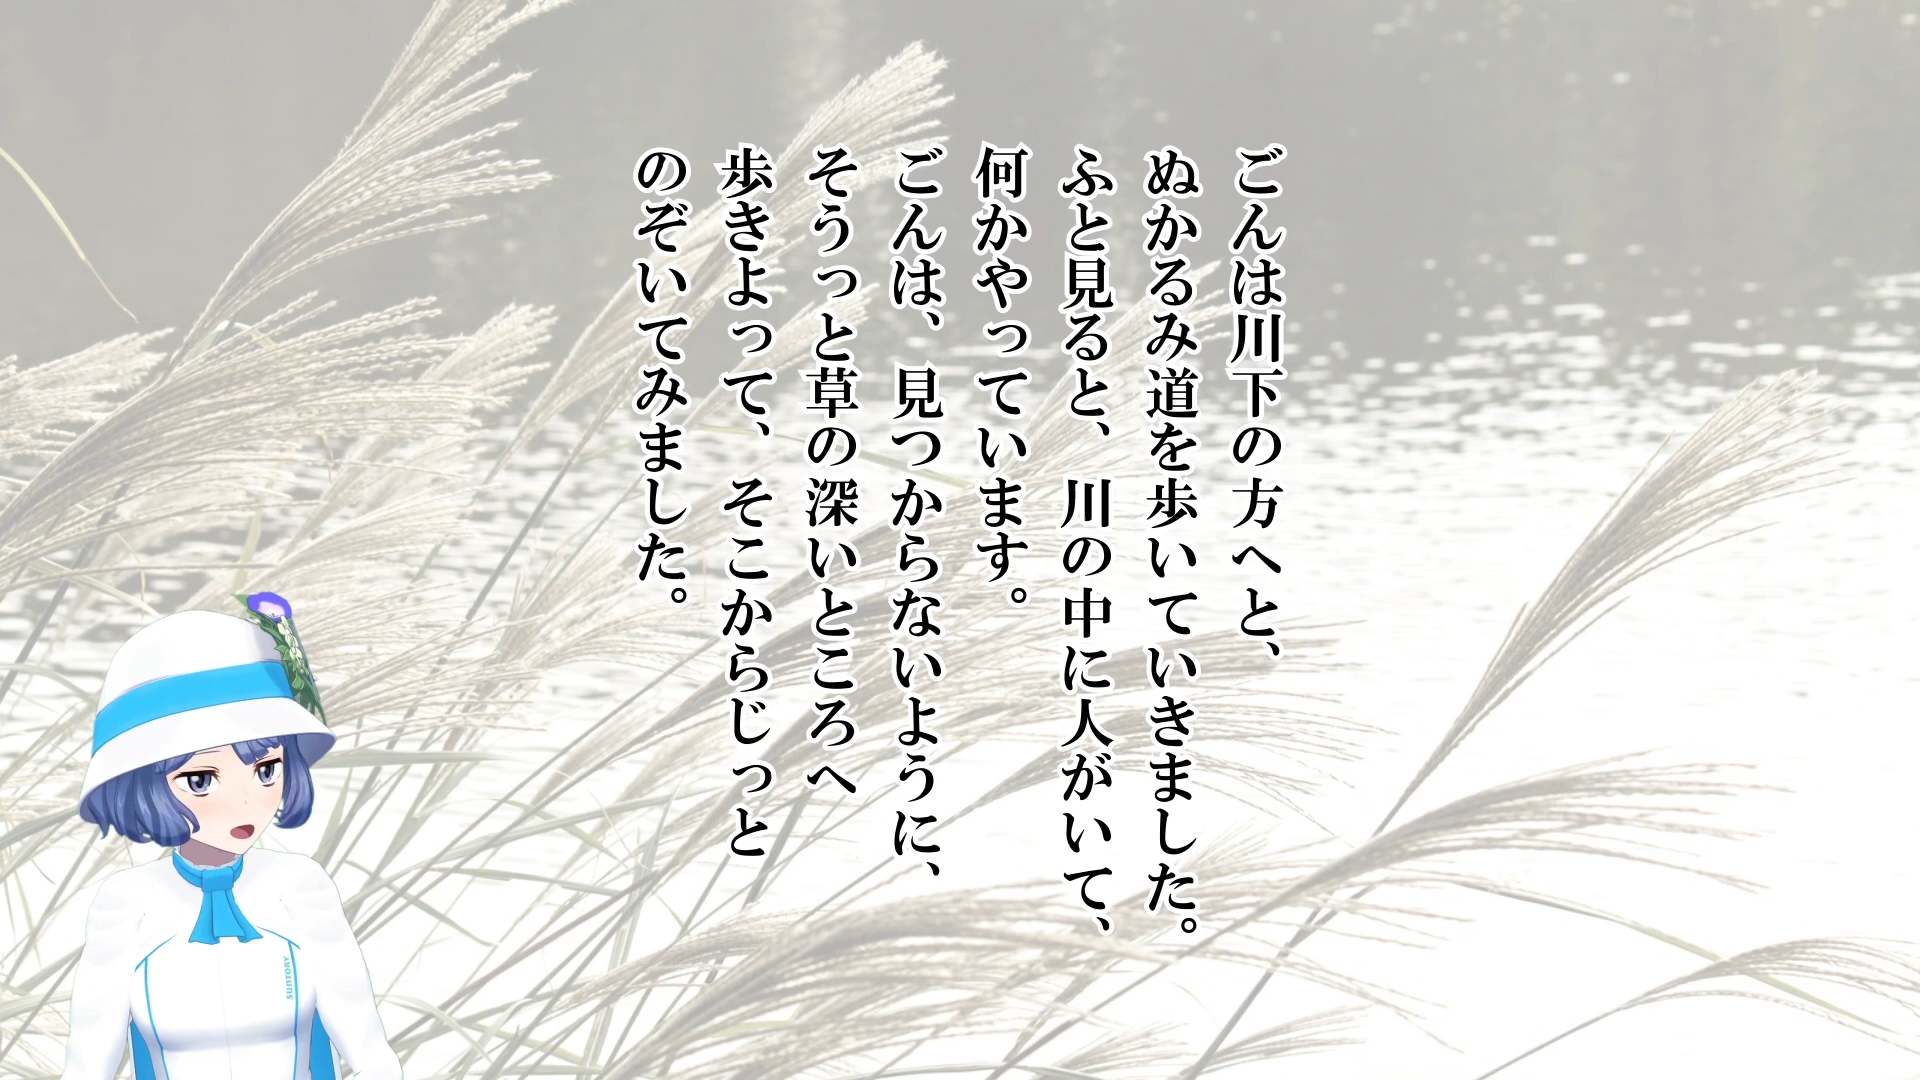 ごんは川下の方へと、
ぬかるみ道を歩いていきました。
ふと見ると、川の中に人がいて、
何かやっています。
ごんは、見つからないように、
そうっと草の深いところへ
歩きよって、そこからじっと
のぞいてみました。
SUNTORY